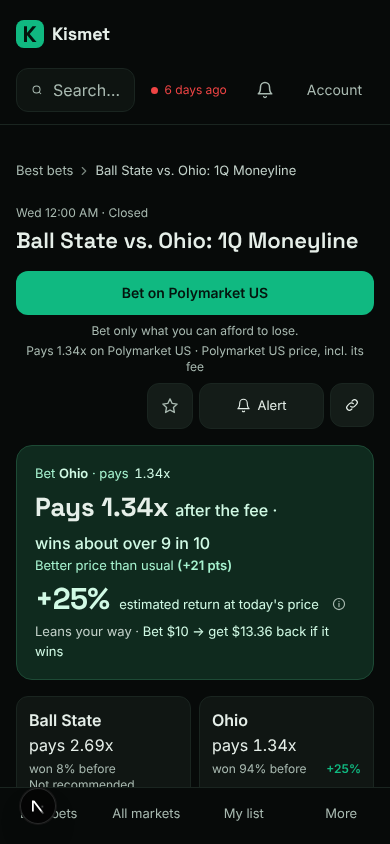 Kismet
Search...
6 days ago
Account
Best bets > Ball State vs. Ohio: 1Q Moneyline
Wed 12:00 AM · Closed
Ball State vs. Ohio: 1Q Moneyline
Bet on Polymarket US
Bet only what you can afford to lose.
Pays 1.34x on Polymarket US · Polymarket US price, incl. its
fee
Alert
Bet Ohio · pays 1.34x
Pays 1.34x after the fee ·
wins about over 9 in 10
Better price than usual (+21 pts)
+25% estimated return at today's price
Leans your way · Bet $10 → get $13.36 back if it
wins
Ball State
pays 2.69x
won 8% before
Not recommended
Ohio
pays 1.34x
won 94% before +25%
bets
All markets
My list
More